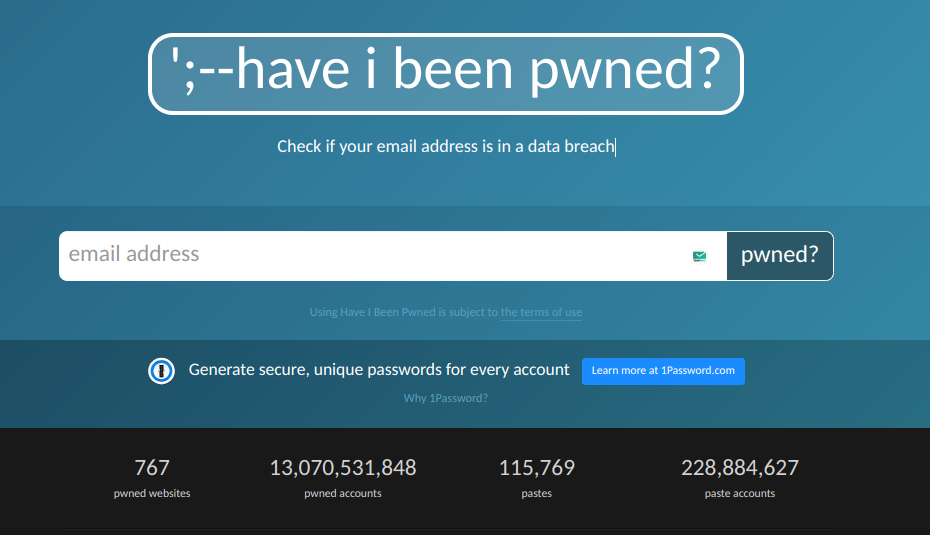 ';--have i been pwned?
Check if your email address is in a data breach
email address
pwned?
Using Have I Been Pwned is subject to the terms of use
Generate secure, unique passwords for every account
Learn more at 1Password.com
Why 1Password?
767 13,070,531,848 115,769 228,884,627
pwned websites pwned accounts pastes paste accounts